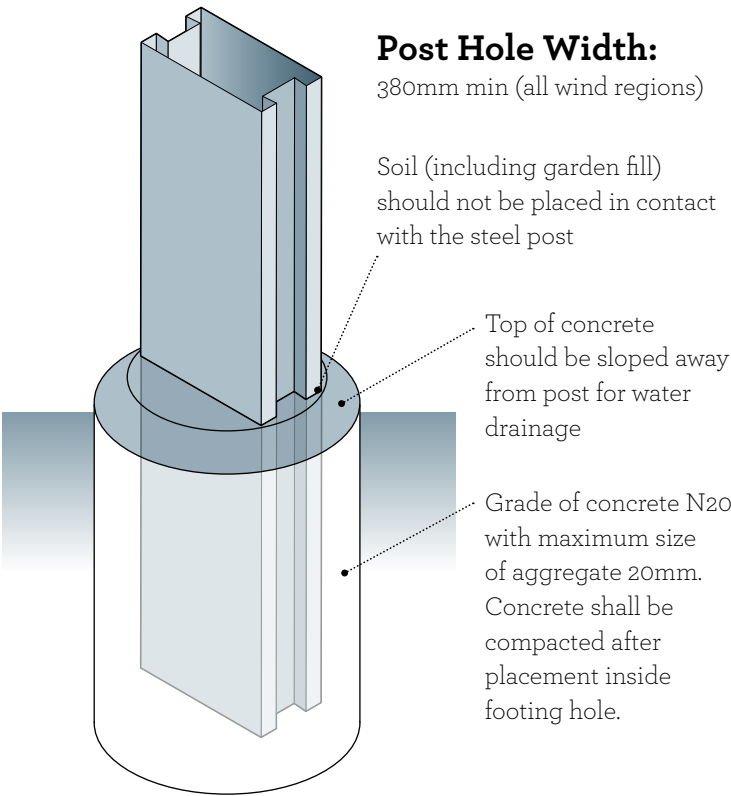 Post Hole Width:
380mm min (all wind regions)
Soil (including garden fill)
should not be placed in contact
with the steel post
Top of concrete
should be sloped away
from post for water
drainage
Grade of concrete N20
with maximum size
of aggregate 20mm.
Concrete shall be
compacted after
placement inside
footing hole.